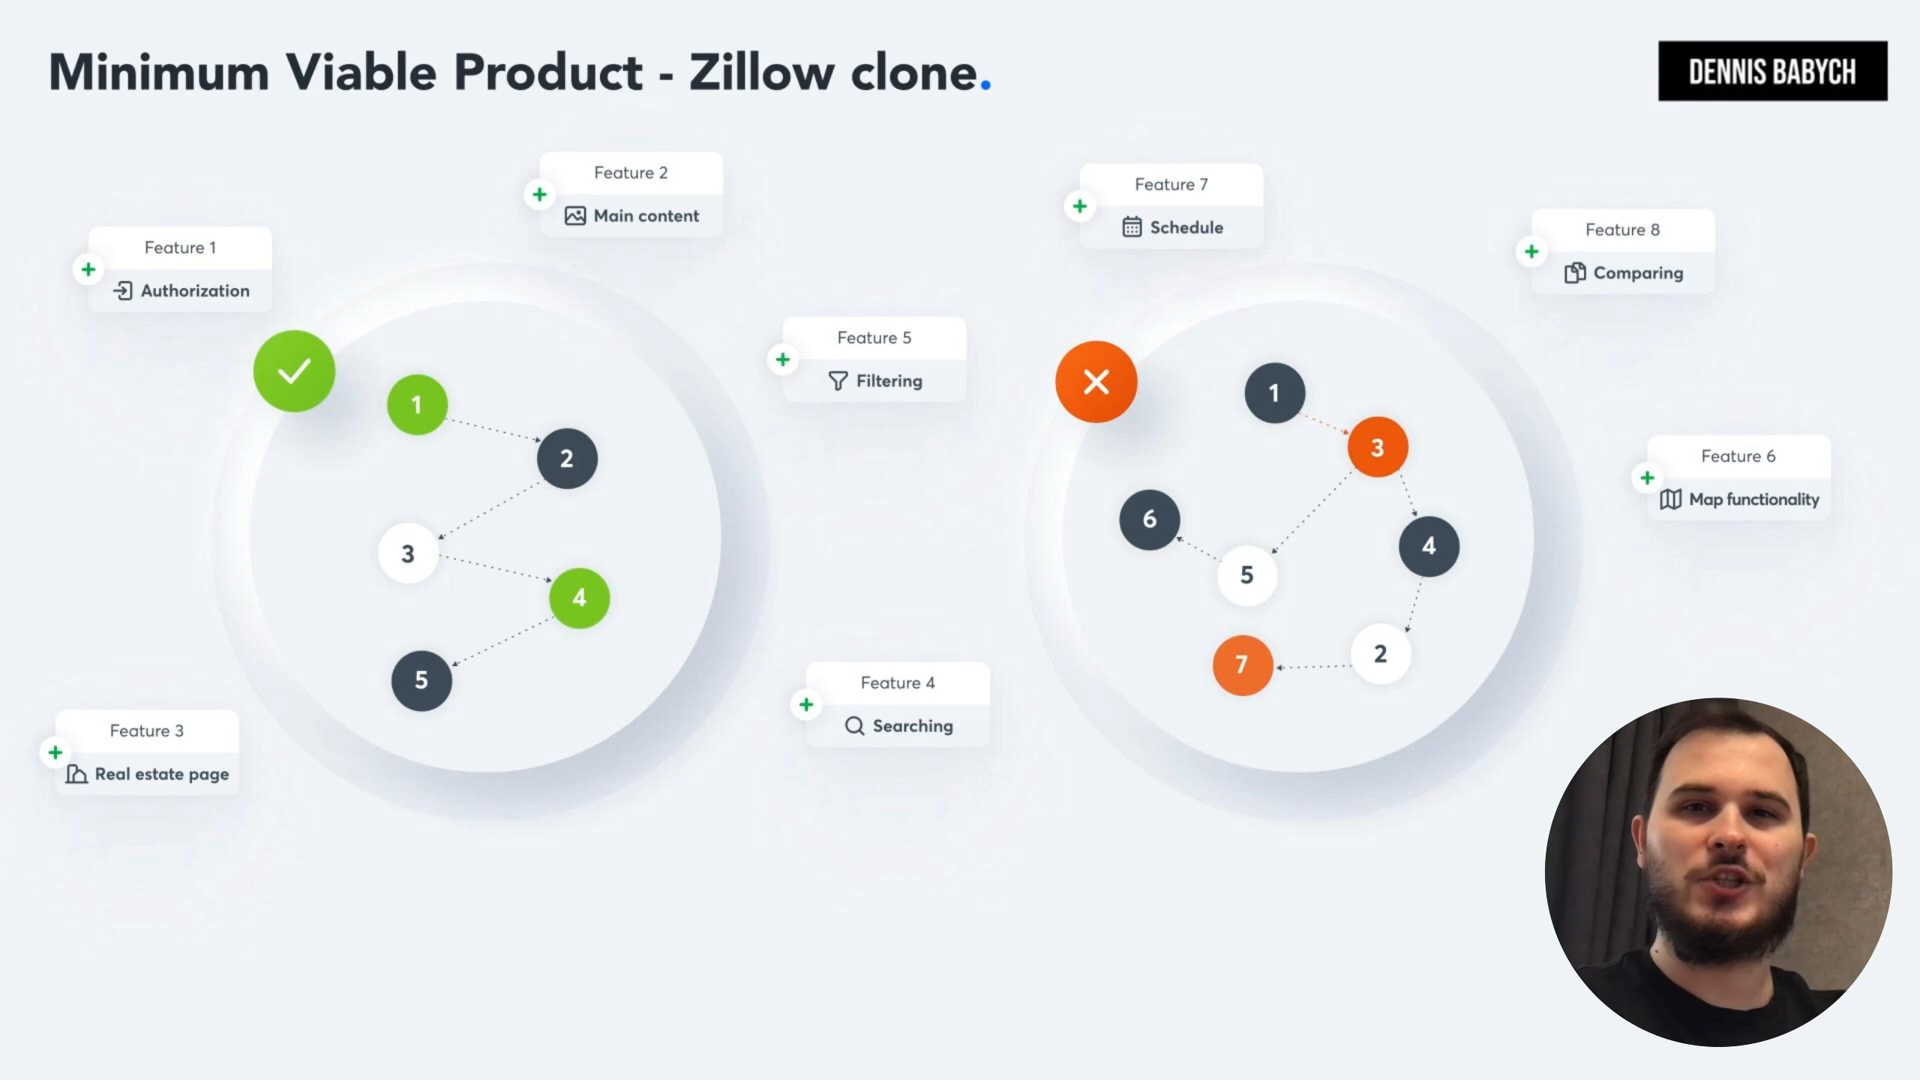 Minimum Viable Product - Zillow clone.
DENNIS BABYCH
Feature 1
Authorization
Feature 2
Main content
Feature 5
Filtering
Feature 4
Searching
Feature 3
Real estate page
1
2
3
4
5
Feature 7
Schedule
Feature 8
Comparing
Feature 6
Map functionality
1
3
6
4
5
2
7